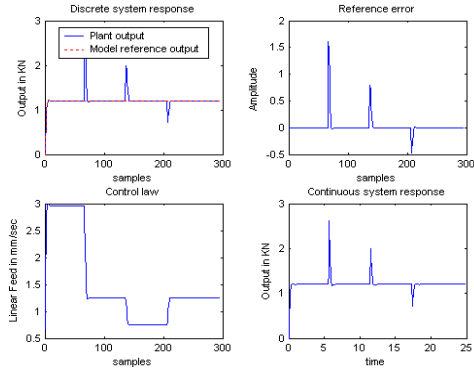 Discrete system response
Plant output
Model reference output
Output in KN
3
2
1
0
0
100
200
300
samples
Reference error
Amplitude
2
1.5
1
0.5
0
-0.5
0
100
200
300
samples
Control law
Linear Feed in mm/sec
3
2.5
2
1.5
1
0.5
0
100
200
300
samples
Continuous system response
Output in KN
3
2
1
0
0
5
10
15
20
25
time